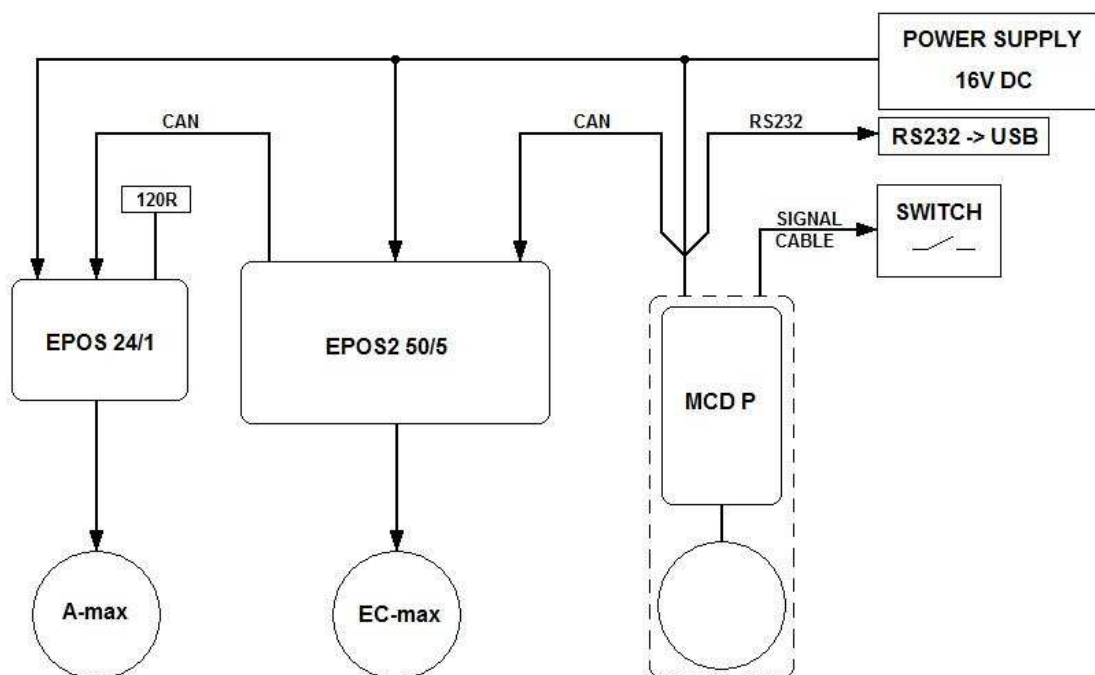 POWER SUPPLY
16V DC
CAN
CAN
RS232
RS232 -> USB
120R
SIGNAL
CABLE
SWITCH
EPOS 24/1
EPOS2 50/5
MCD P
A-max
EC-max